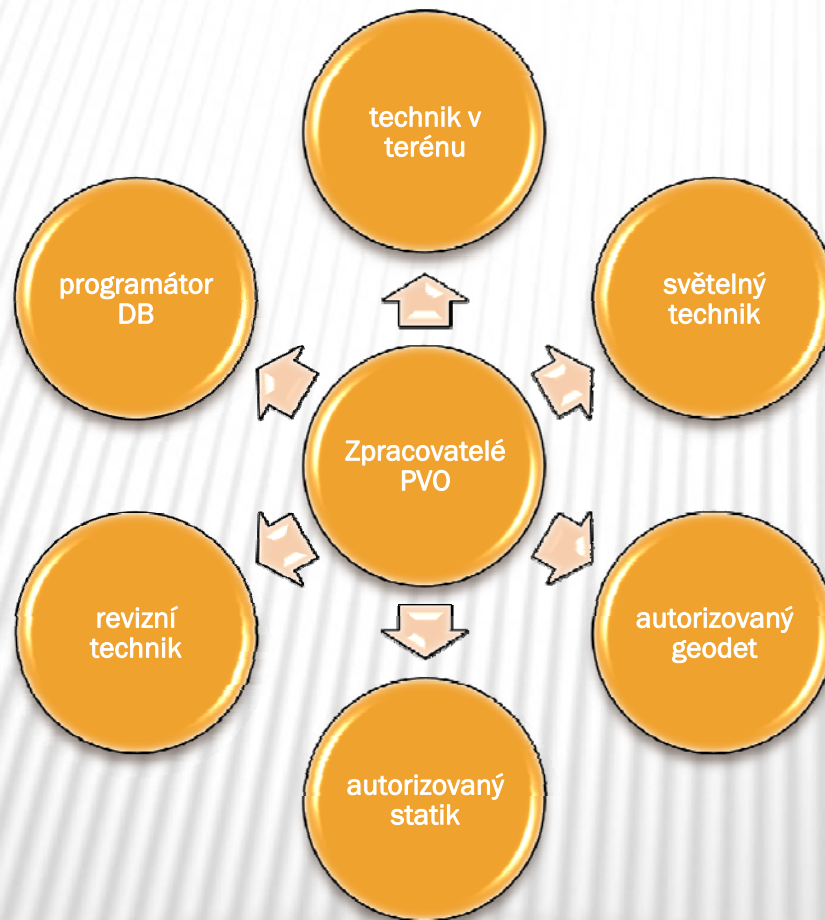 technik v
terénu
programátor
DB
světelný
technik
Zpracovatelé
PVO
revizní
technik
autorizovaný
geodet
autorizovaný
statik